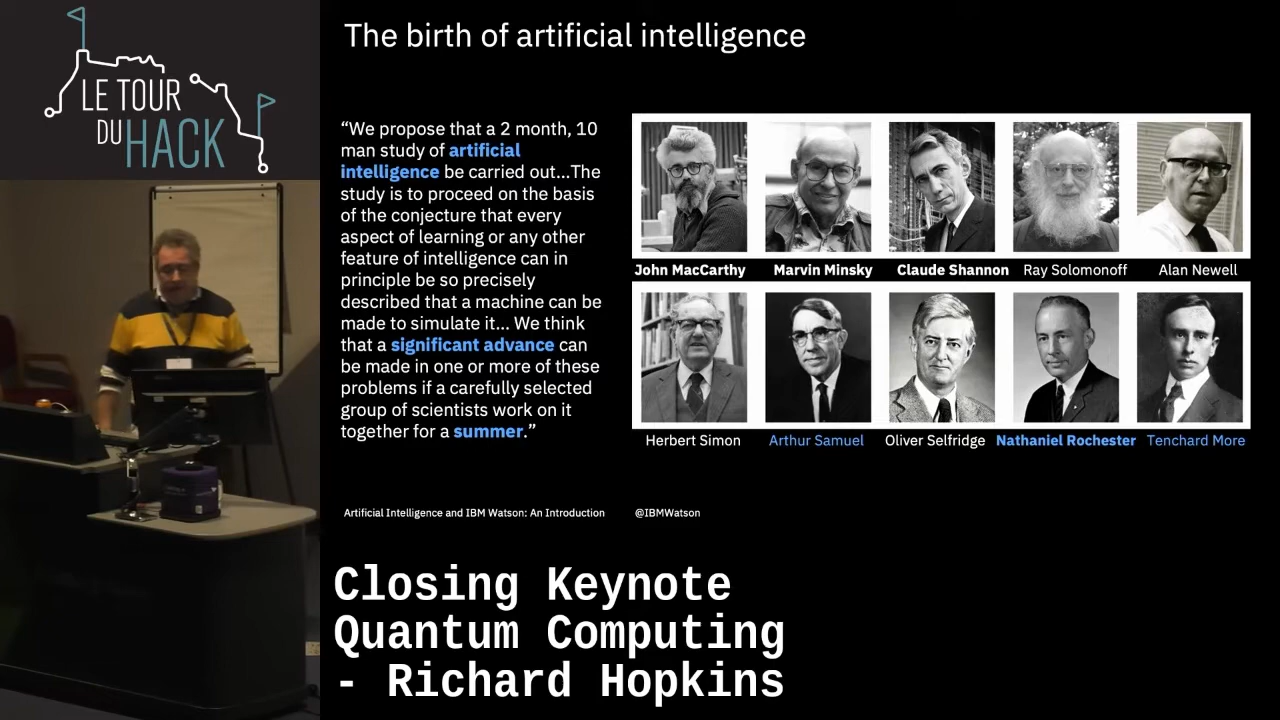 LE TOUR
DU HACK
The birth of artificial intelligence
“We propose that a 2 month, 10
man study of artificial
intelligence be carried out...The
study is to proceed on the basis
of the conjecture that every
aspect of learning or any other
feature of intelligence can in
principle be so precisely
described that a machine can be
made to simulate it... We think
that a significant advance can
be made in one or more of these
problems if a carefully selected
group of scientists work on it
together for a summer.”
John MacCarthy Marvin Minsky Claude Shannon Ray Solomonoff Alan Newell
Herbert Simon Arthur Samuel Oliver Selfridge Nathaniel Rochester Tenchard More
Artificial Intelligence and IBM Watson: An Introduction @IBMWatson
Closing Keynote
Quantum Computing
- Richard Hopkins